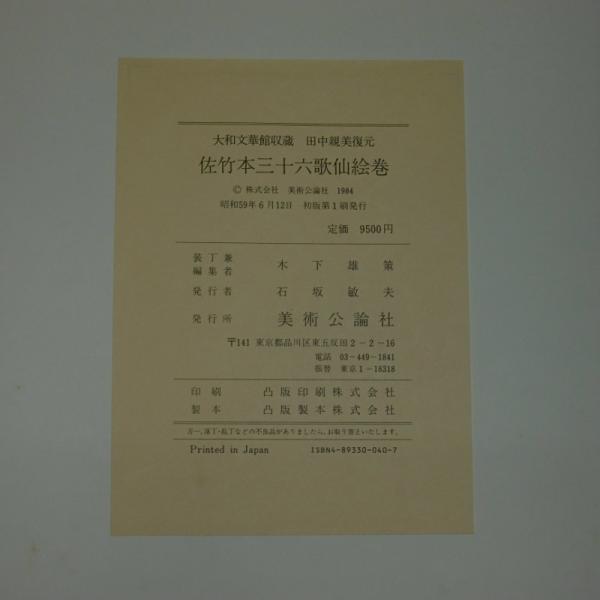 大和文華館収蔵　田中親美復元
佐竹本三十六歌仙絵巻
© 株式会社　美術公論社　1984
昭和59年6月12日　初版第1刷発行
定価　9500円
装丁兼
編集者　木下雄策
発行者　石坂敏夫
発行所　美術公論社
〒141 東京都品川区東五反田2－2－16
電話 03－449－1841
振替 東京1－18318
印刷　凸版印刷株式会社
製本　凸版製本株式会社
万一、落丁・乱丁などの不良品がありましたら、お取り替えいたします。
Printed in Japan　ISBN4-89330-040-7